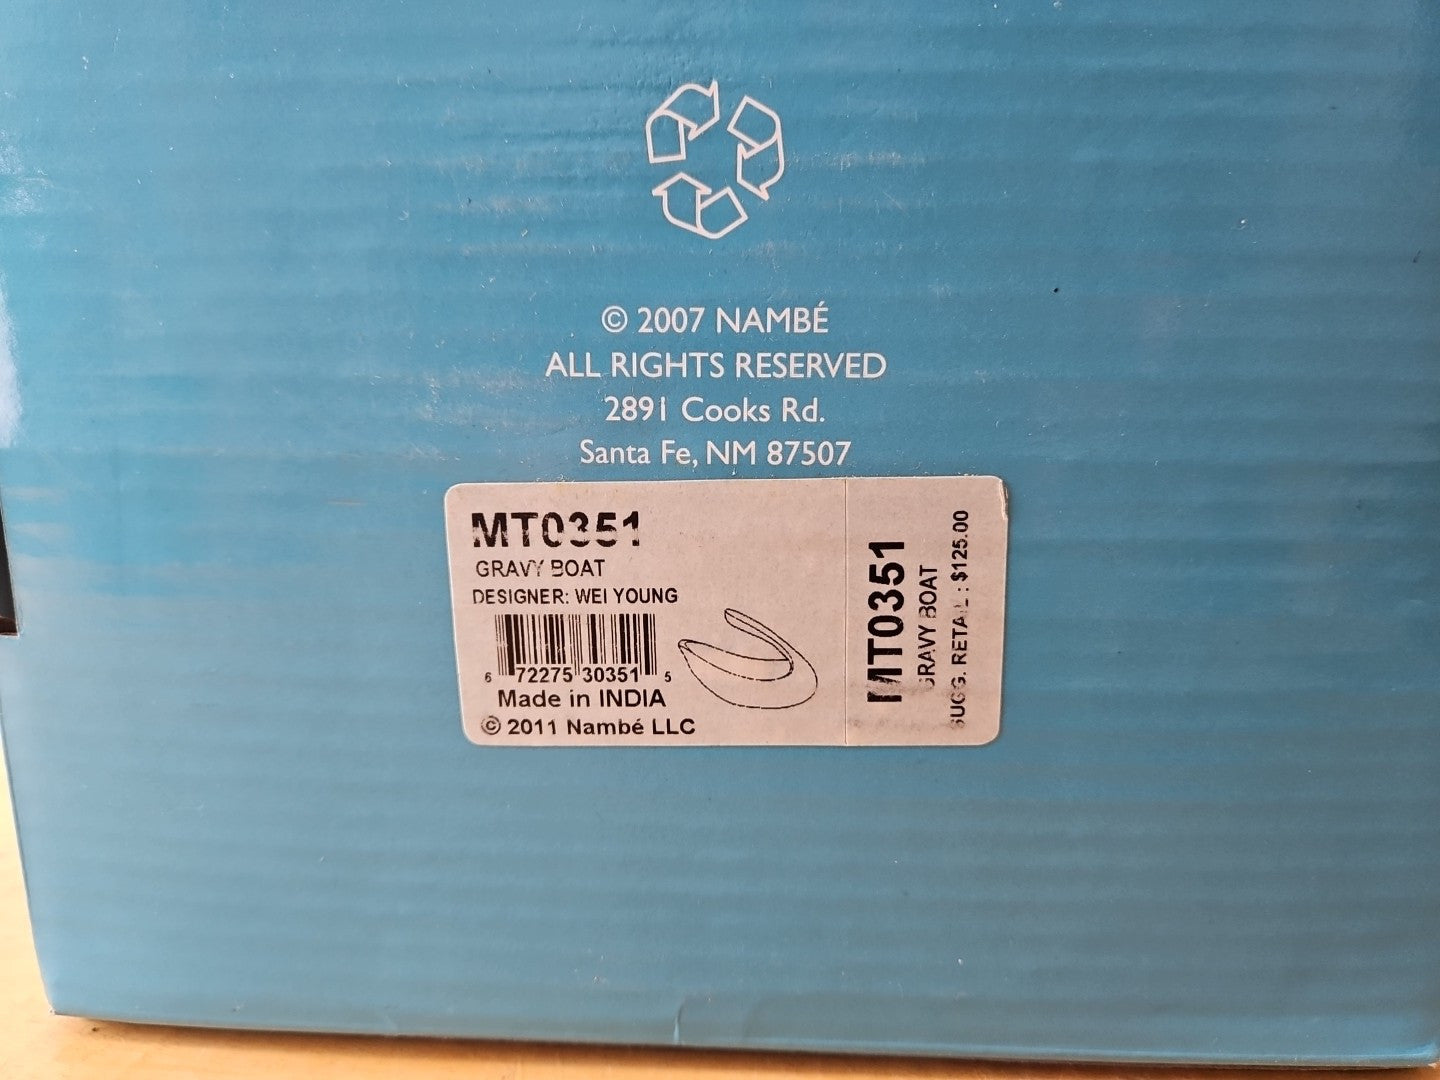 © 2007 NAMBÉ
ALL RIGHTS RESERVED
2891 Cooks Rd.
Santa Fe, NM 87507
MT0351
GRAVY BOAT
DESIGNER: WEI YOUNG
6 72275 30351 5
Made in INDIA
© 2011 Nambé LLC
MT0351
GRAVY BOAT
SUGG. RETAIL : $125.00